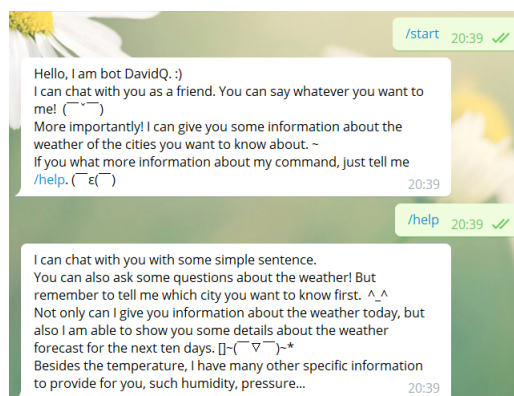 /start 20:39
Hello, I am bot DavidQ. :)
I can chat with you as a friend. You can say whatever you want to
me! (￣ˇ￣)
More importantly! I can give you some information about the
weather of the cities you want to know about. ~
If you what more information about my command, just tell me
/help. (￣ε(￣)
20:39
/help 20:39
I can chat with you with some simple sentence.
You can also ask some questions about the weather! But
remember to tell me which city you want to know first. ^_^
Not only can I give you information about the weather today, but
also I am able to show you some details about the weather
forecast for the next ten days. []~(￣▽￣)~*
Besides the temperature, I have many other specific information
to provide for you, such humidity, pressure...
20:39